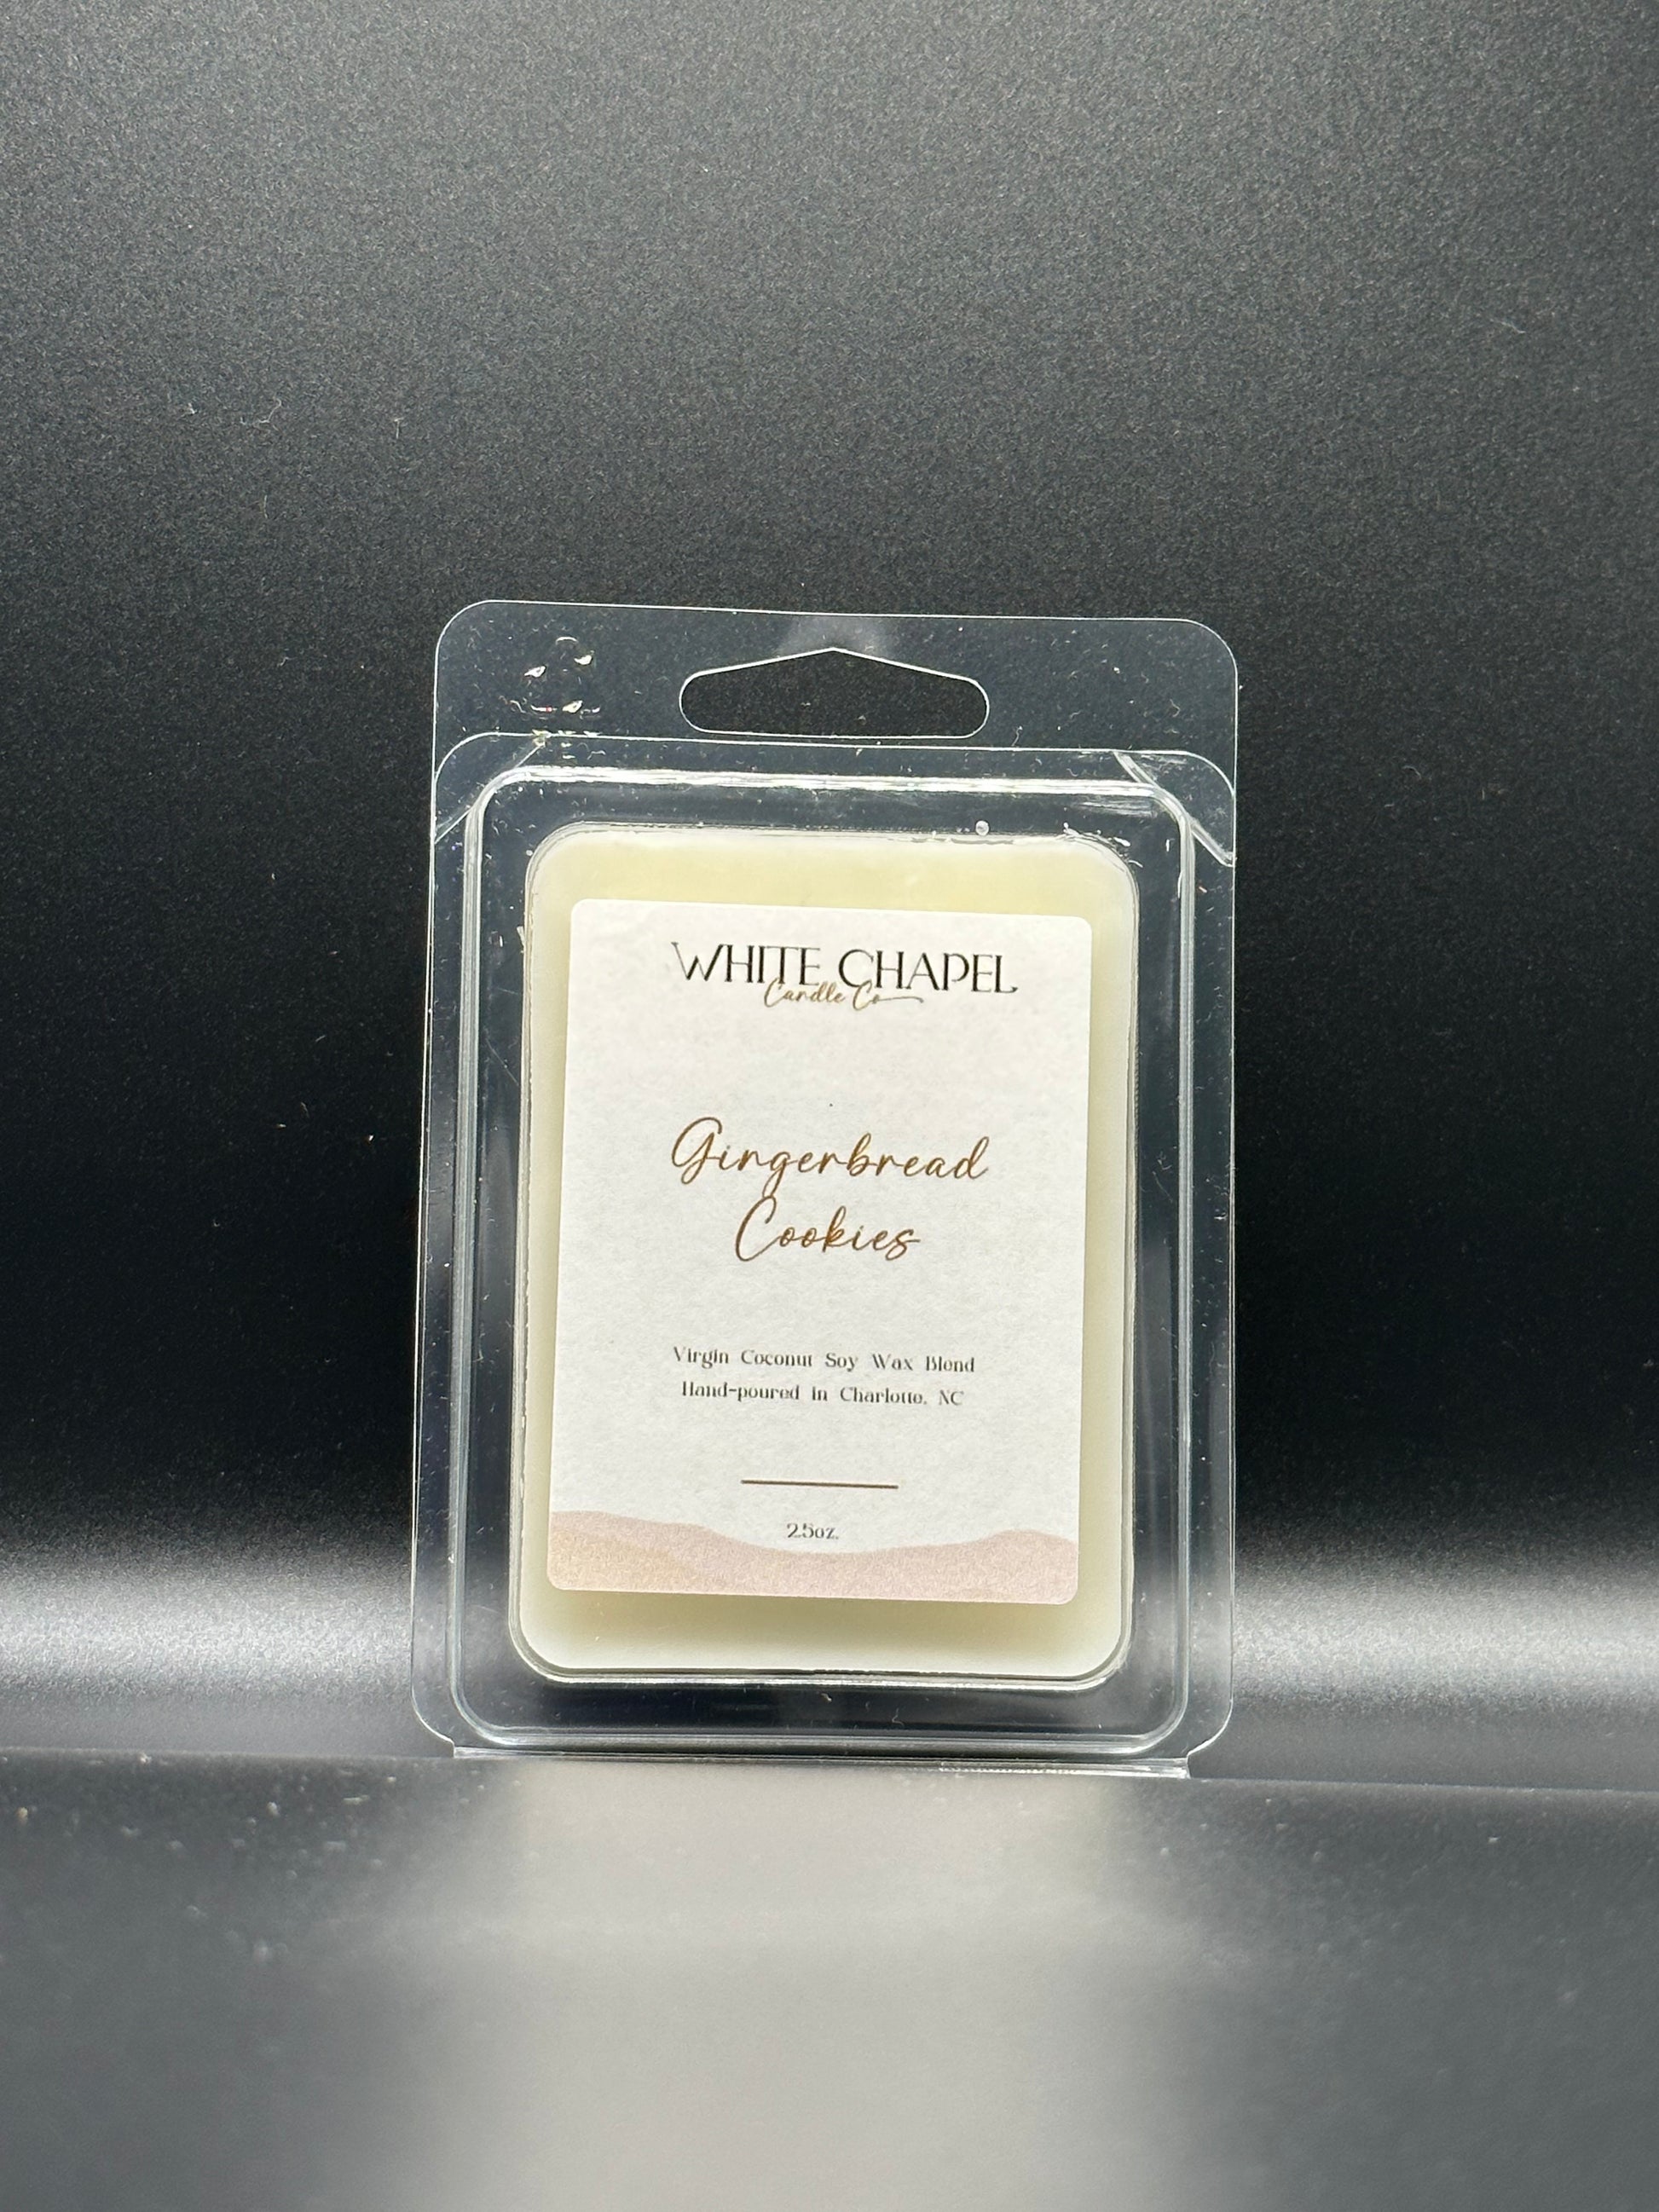 WHITE CHAPEL
Candle Co
Gingerbread
Cookies
Virgin Coconut Soy Wax Blend
Hand-poured in Charlotte, NC
2.5oz.